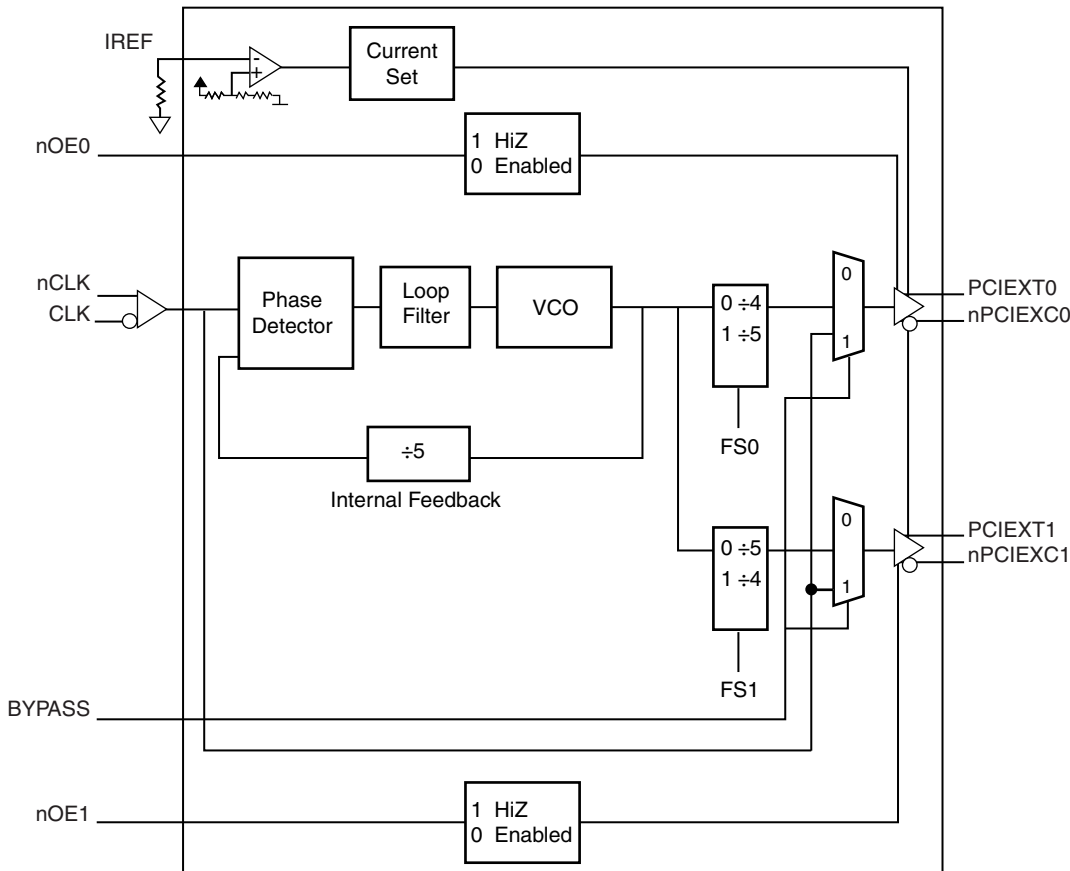 IREF
-
+
Current
Set
nOE0
1 HiZ
0 Enabled
nCLK
CLK
Phase
Detector
Loop
Filter
VCO
0 ÷4
1 ÷5
FS0
0
1
PCIEXT0
nPCIEXC0
÷5
Internal Feedback
0 ÷5
1 ÷4
FS1
0
1
PCIEXT1
nPCIEXC1
BYPASS
nOE1
1 HiZ
0 Enabled